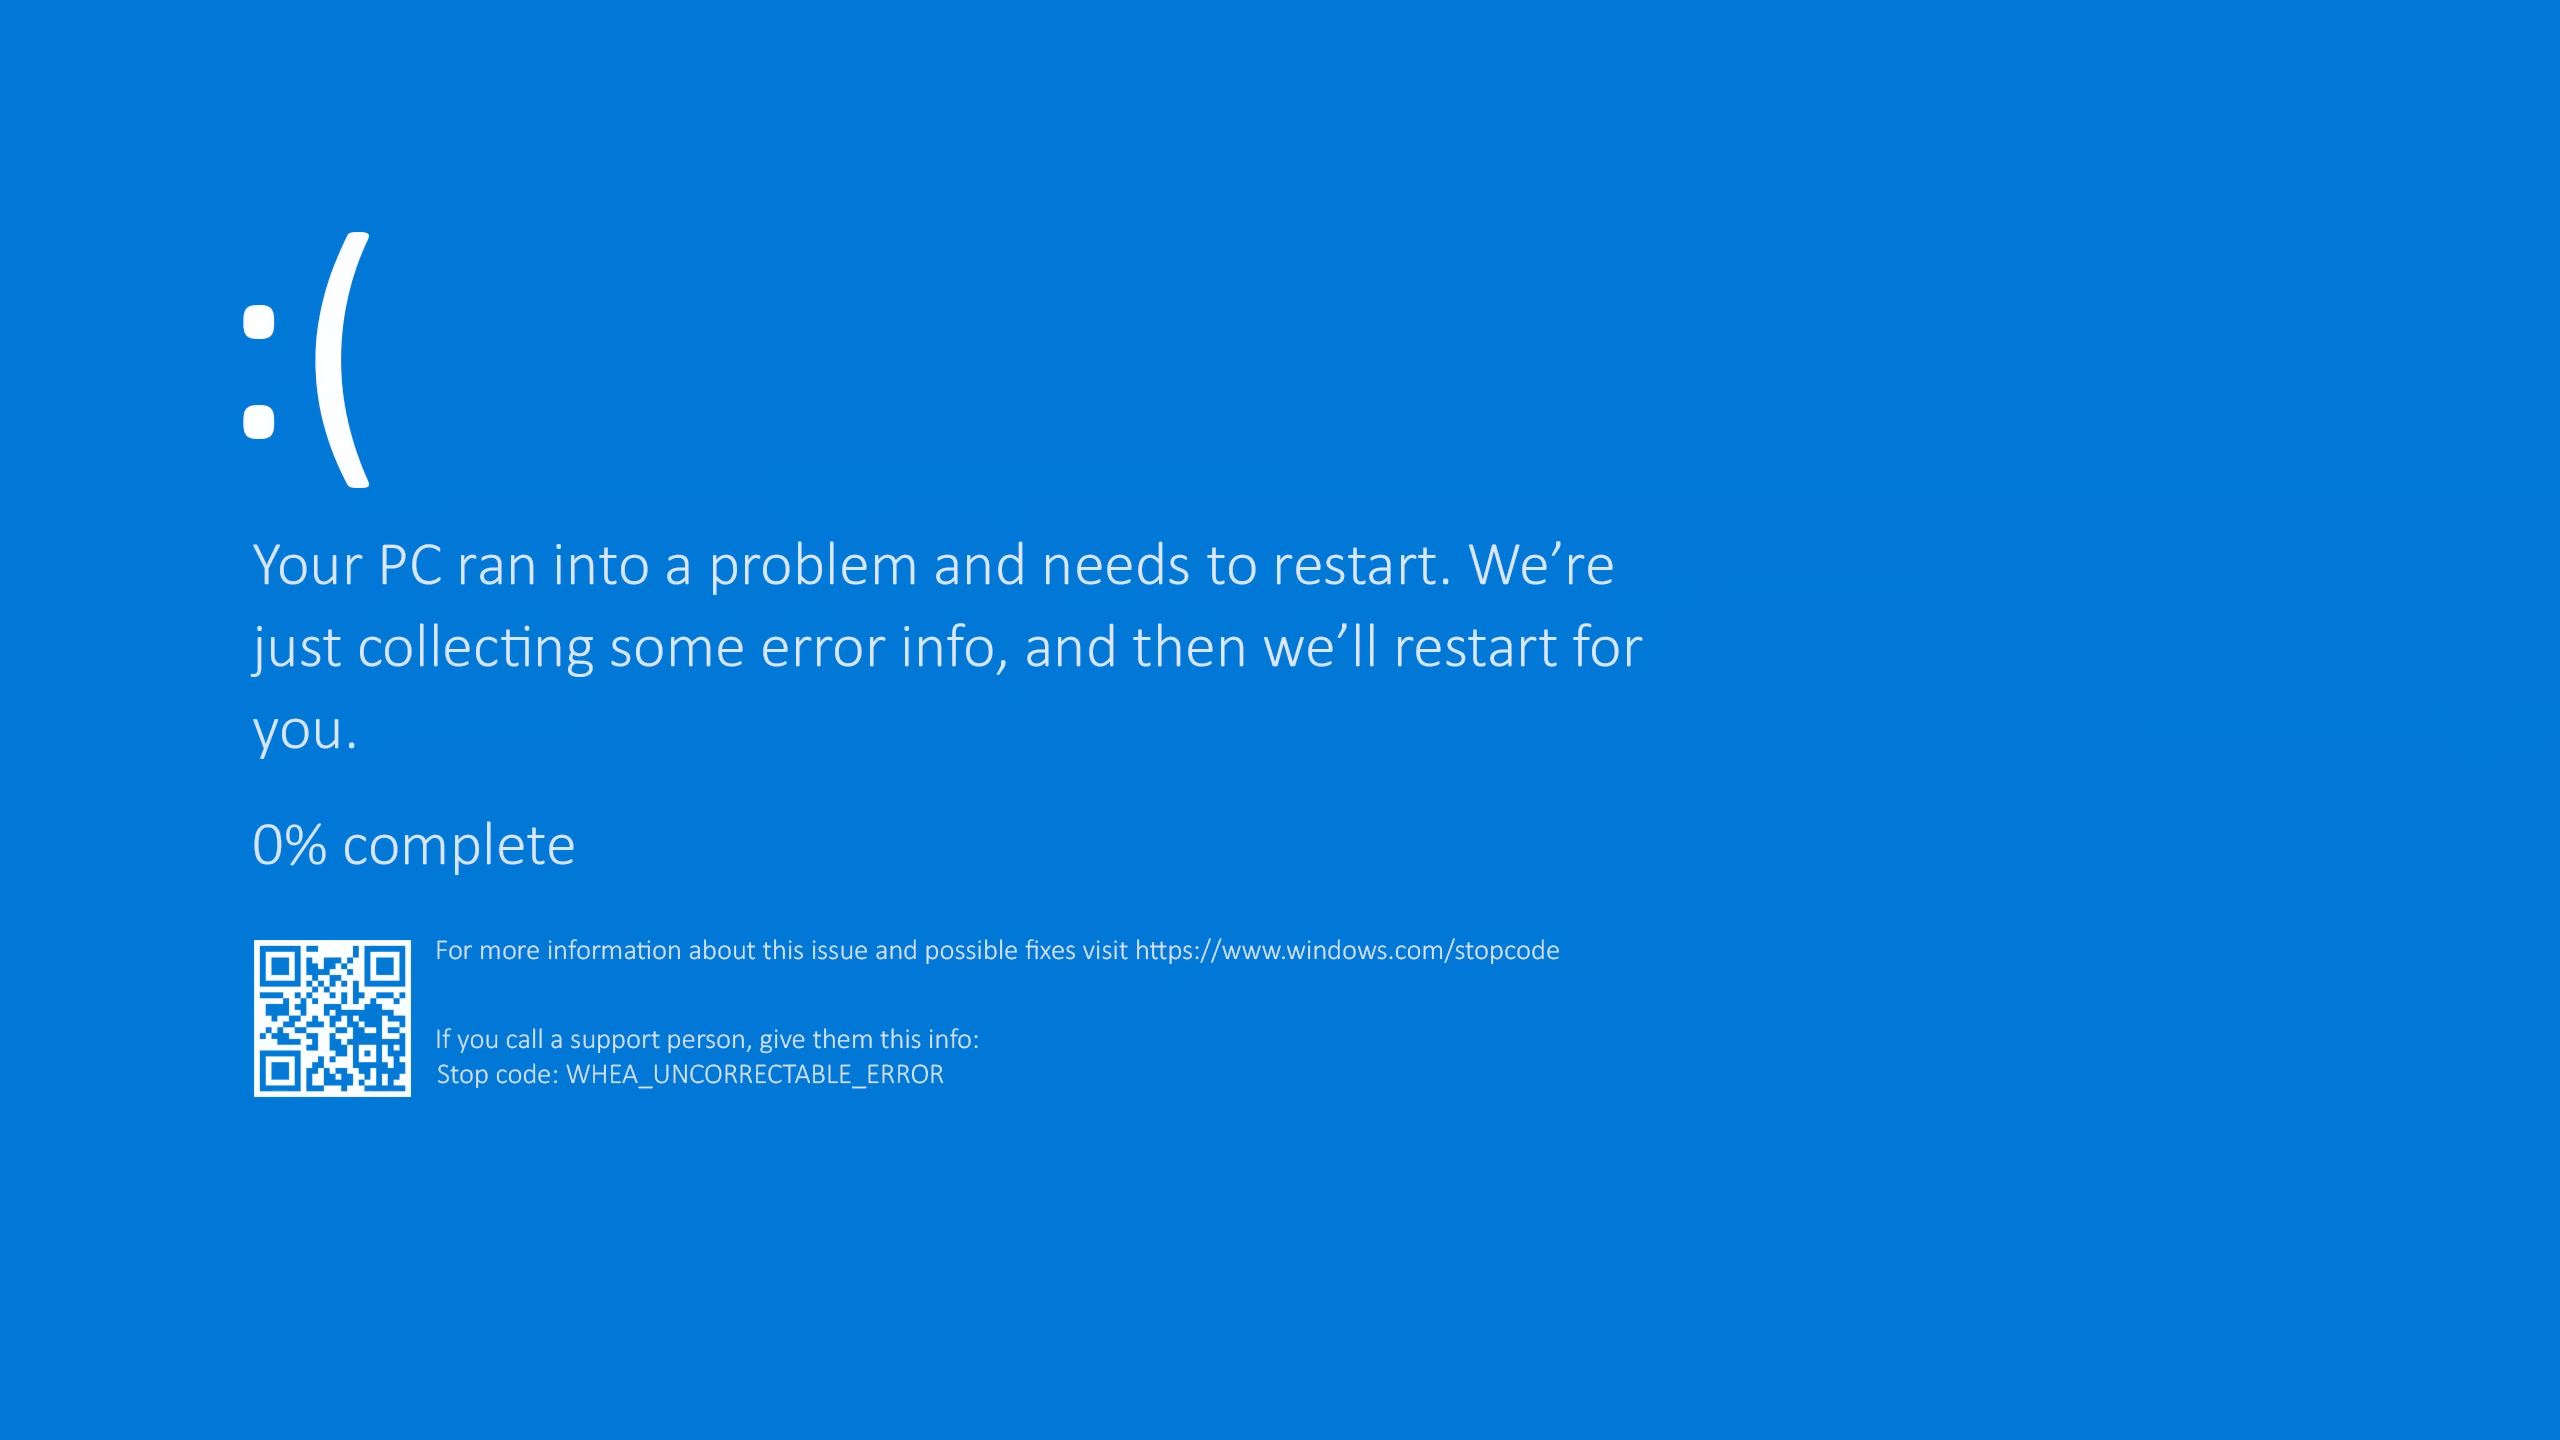 :(
Your PC ran into a problem and needs to restart. We’re
just collecting some error info, and then we’ll restart for
you.
0% complete
For more information about this issue and possible fixes visit https://www.windows.com/stopcode
If you call a support person, give them this info:
Stop code: WHEA_UNCORRECTABLE_ERROR